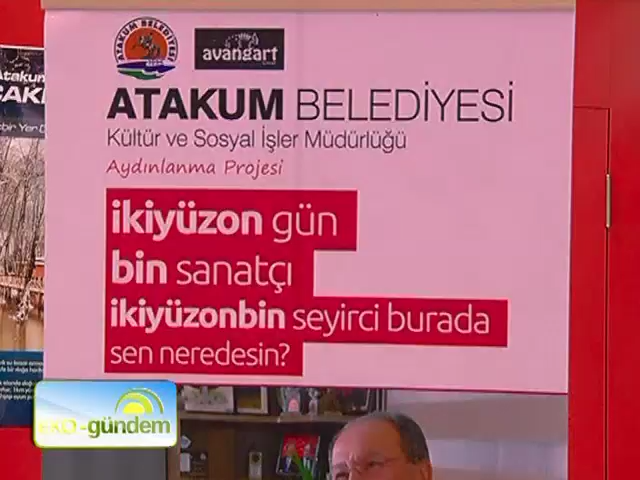 ATAKUM BELEDİYESİ
avangart
ATAKUM BELEDİYESİ
Kültür ve Sosyal İşler Müdürlüğü
Aydınlanma Projesi
ikiyüzon gün
bin sanatçı
ikiyüzonbin seyirci burada
sen neredesin?
Atakum
EKO-gündem